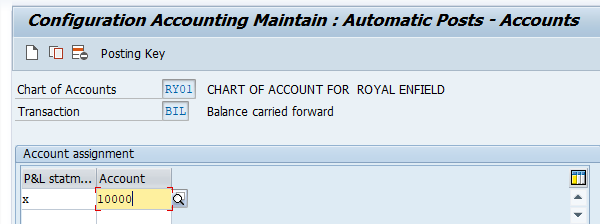 Configuration Accounting Maintain : Automatic Posts - Accounts
Posting Key
Chart of Accounts RY01 CHART OF ACCOUNT FOR ROYAL ENFIELD
Transaction BIL Balance carried forward
Account assignment
P&L statm... Account
x 10000